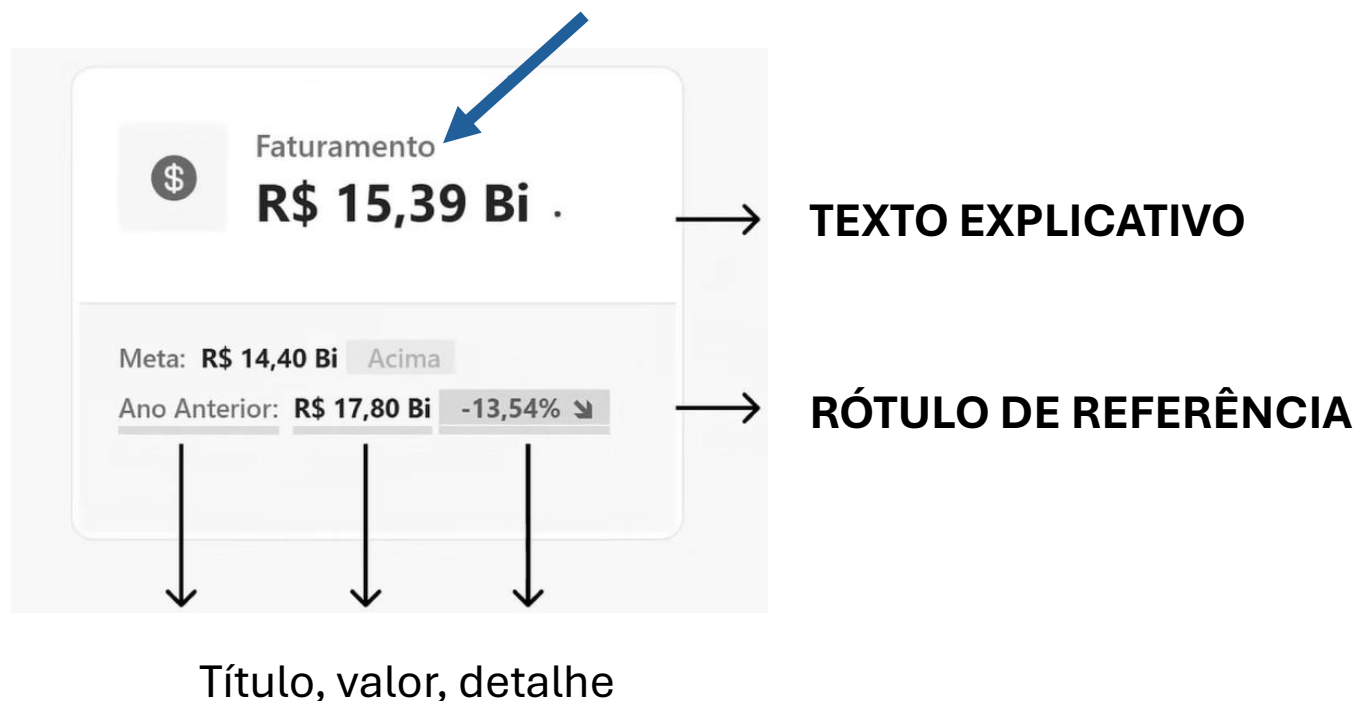 Faturamento
$
R$ 15,39 Bi .
TEXTO EXPLICATIVO
Meta: R$ 14,40 Bi Acima
Ano Anterior: R$ 17,80 Bi -13,54%
RÓTULO DE REFERÊNCIA
Título, valor, detalhe